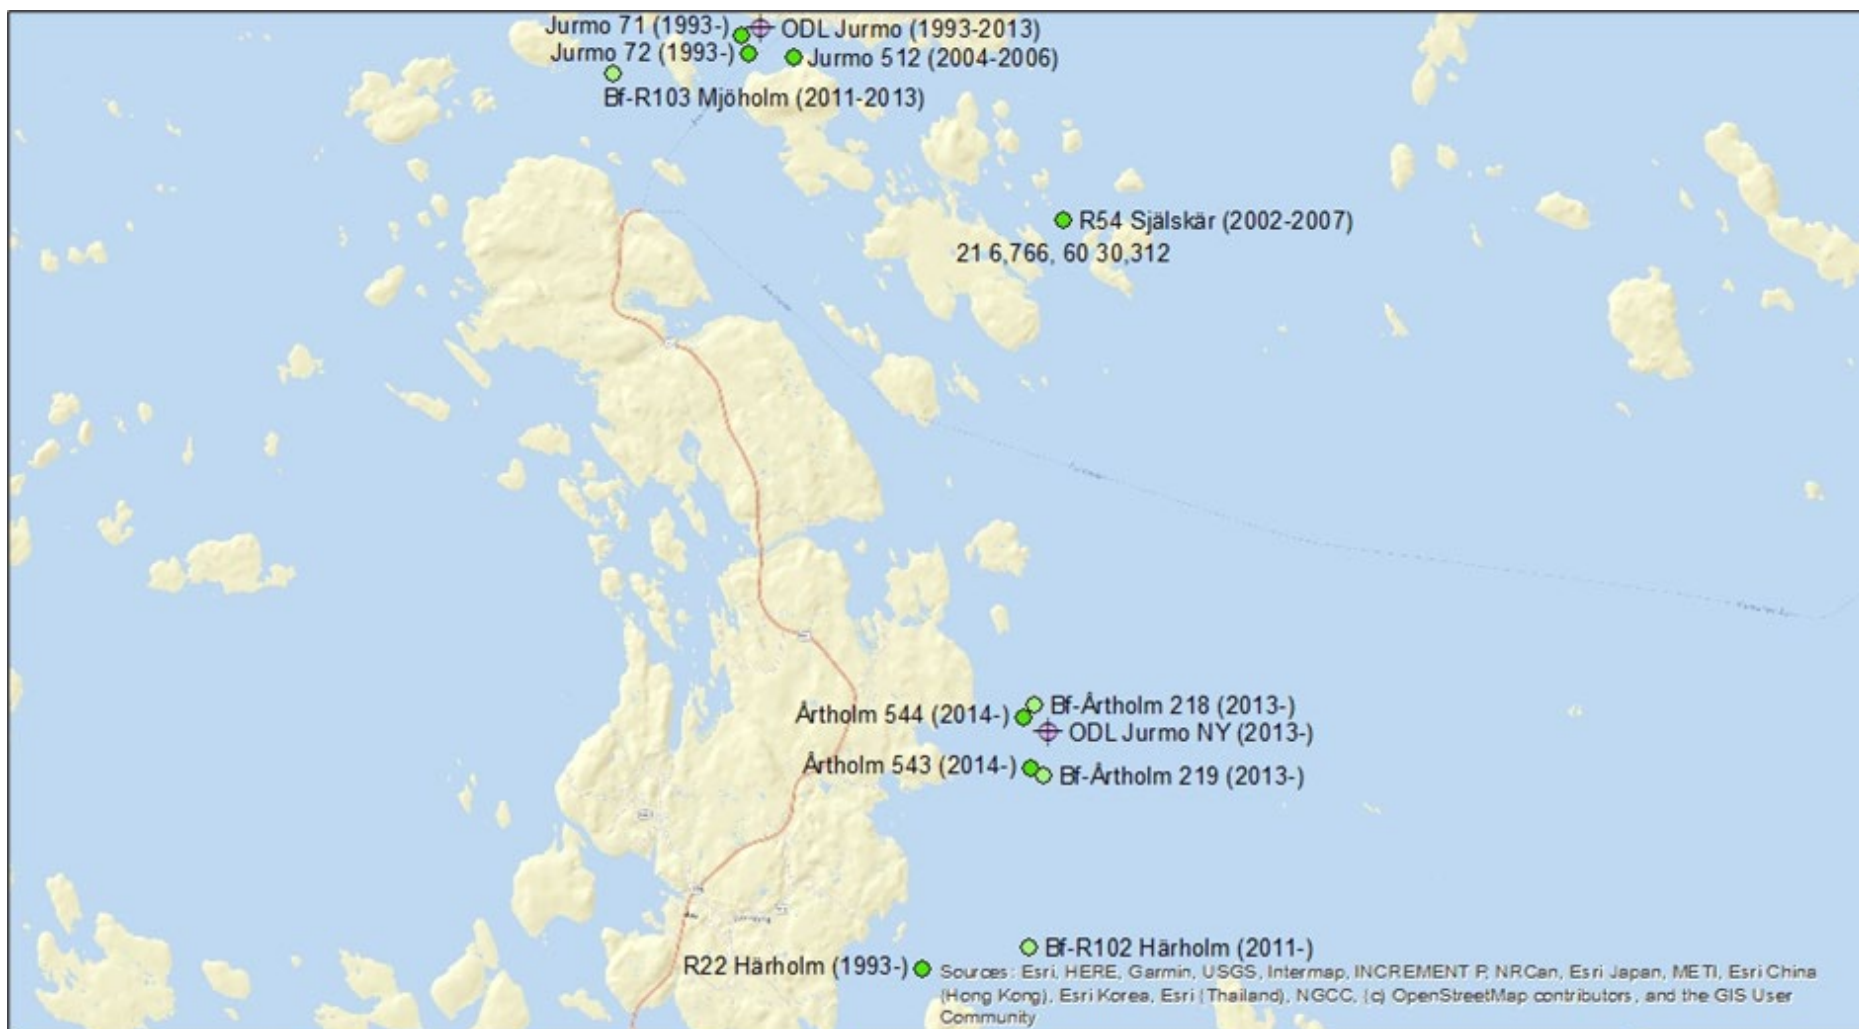 Jurmo 71 (1993-)
ODL Jurmo (1993-2013)
Jurmo 72 (1993-)
Jurmo 512 (2004-2006)
Bf-R103 Mjöholm (2011-2013)
R54 Själskär (2002-2007)
21 6,766, 60 30,312
Bf-Årtholm 218 (2013-)
Årtholm 544 (2014-)
ODL Jurmo NY (2013-)
Årtholm 543 (2014-)
Bf-Årtholm 219 (2013-)
Bf-R102 Härholm (2011-)
R22 Härholm (1993-)
Sources: Esri, HERE, Garmin, USGS, Intermap, INCREMENT P, NRCan, Esri Japan, METI, Esri China
(Hong Kong), Esri Korea, Esri (Thailand), NGCC, (c) OpenStreetMap contributors, and the GIS User
Community